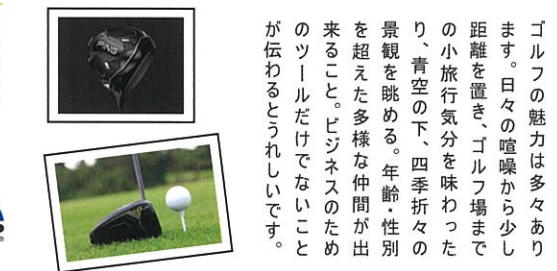 ゴルフの魅力は多々あり
ます。日々の喧噪から少し
距離を置き、ゴルフ場まで
の小旅行気分を味わった
り、青空の下、四季折々の
景観を眺める。年齢・性別
を超えた多様な仲間が出
来ること。ビジネスのため
のツールだけでないこと
が伝わるとうれしいです。
PING